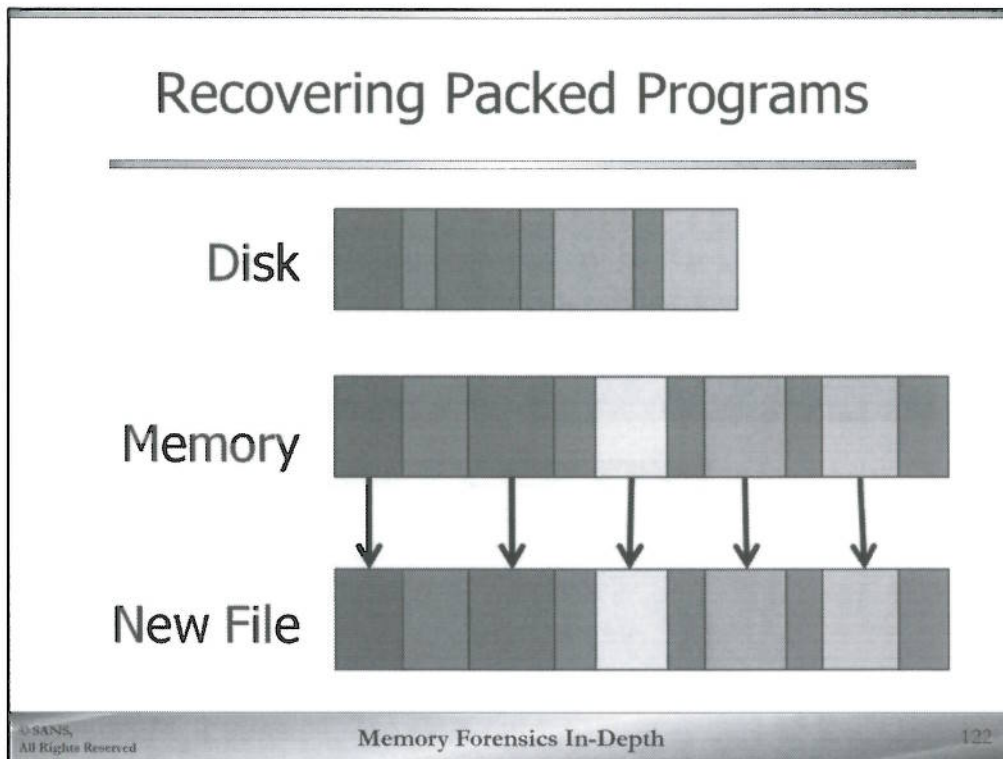 Recovering Packed Programs
Disk
Memory
New File
© SANS,
All Rights Reserved
Memory Forensics In-Depth
122